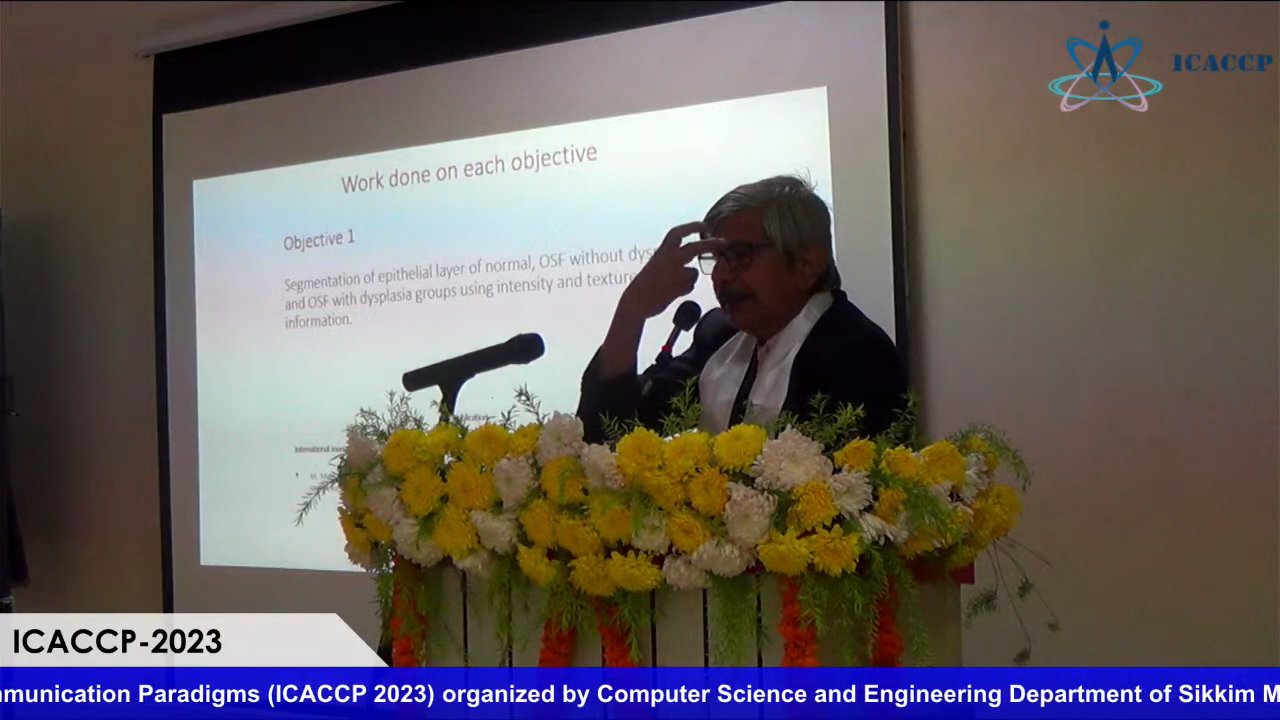 ICACCP
Work done on each objective
Objective 1
Segmentation of epithelial layer of normal, OSF without
and OSF with dysplasia groups using intensity and texture
information.
International
ICACCP-2023
mmunication Paradigms (ICACCP 2023) organized by Computer Science and Engineering Department of Sikkim M